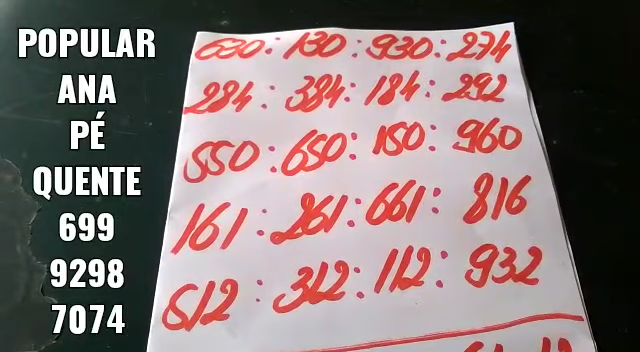 POPULAR
ANA
PÉ
QUENTE
699
9298
7074
630: 130: 930: 274
284: 384: 184: 292
550: 650: 150: 960
161: 261: 661: 816
512: 312: 112: 932